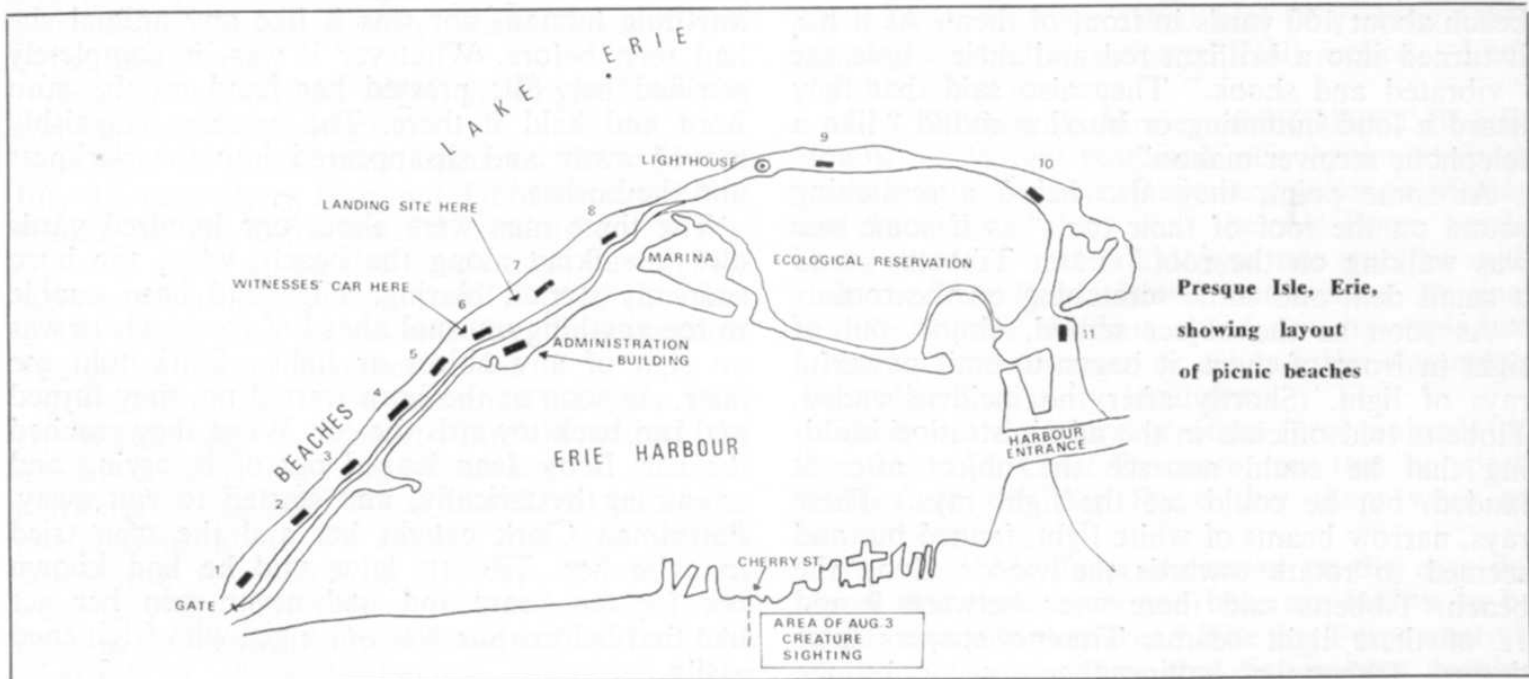 LAKE ERIE
LIGHTHOUSE
9
10
LANDING SITE HERE
8
MARINA
ECOLOGICAL RESERVATION
7
WITNESSES' CAR HERE
6
Presque Isle, Erie,
showing layout
of picnic beaches
11
ADMINISTRATION
BUILDING
5
4
BEACHES
3
ERIE HARBOUR
HARBOUR
ENTRANCE
2
CHERRY ST.
1
GATE
AREA OF AUG.3
CREATURE
SIGHTING